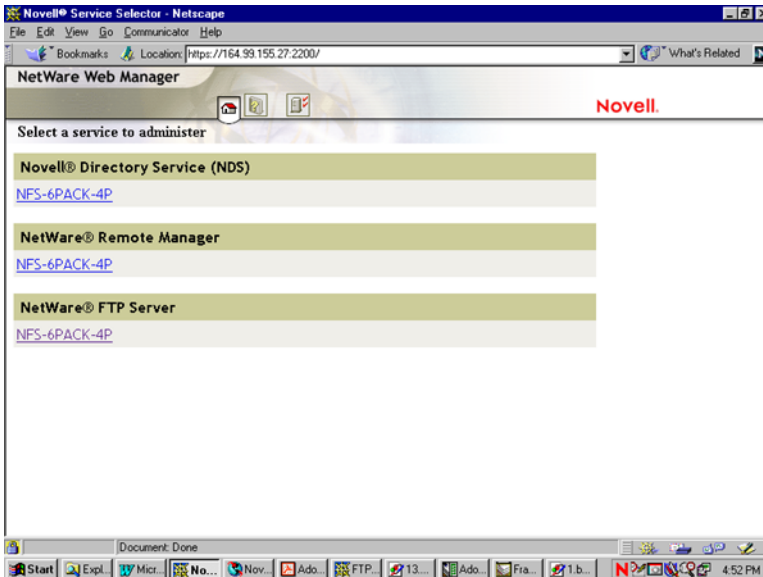 Novell® Service Selector - Netscape
File Edit View Go Communicator Help
Bookmarks Location: https://164.99.155.27:2200/ What's Related
NetWare Web Manager
Novell.
Select a service to administer
Novell® Directory Service (NDS)
NFS-6PACK-4P
NetWare® Remote Manager
NFS-6PACK-4P
NetWare® FTP Server
NFS-6PACK-4P
Document: Done
Start Expl... Micr... No... Nov... Ado... FTP... 13.... Ado... Fra... 1.b... 4:52 PM